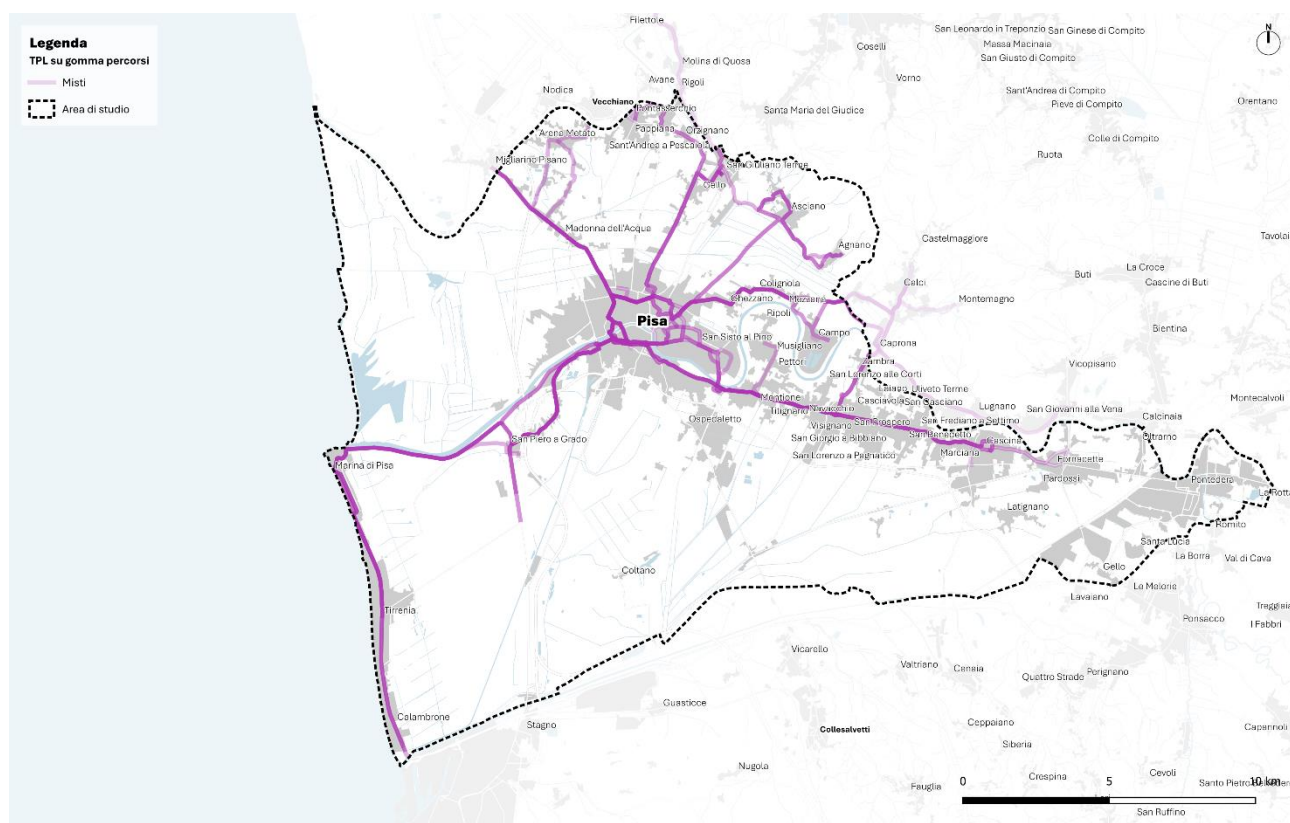 Legenda
TPL su gomma percorsi
Misti
Area di studio
N
Filettole
San Leonardo in Treponzio
San Ginese di Compito
Massa Macinaia
Coselli
San Giusto di Compito
Molina di Quosa
Avane
Rigoli
Vorno
Nodica
Sant'Andrea di Compito
Vecchiano
Pieve di Compito
Orentano
Pontasserchio
Santa Maria del Giudice
Arena Metato
Pappiana
Orzignano
Colle di Compito
Sant'Andrea a Pescaiola
Ruota
Migliarino Pisano
San Giuliano Terme
Gello
Asciano
Madonna dell'Acqua
Agnano
Castelmaggiore
Tavolai
Buti
La Croce
Colignola
Calci
Cascine di Buti
Ghezzano
Mezzana
Montemagno
Ripoli
Pisa
Campo
Bientina
San Sisto al Pino
Musigliano
Caprona
Pettori
Zambra
Vicopisano
San Lorenzo alle Corti
Uliveto Terme
Montione
Casciavola
San Casciano
Montecalvoli
Titignano
Navacchio
Lugnano
San Giovanni alla Vena
Calcinaia
Ospedaletto
Visignano
San Prospero
San Frediano a Settimo
Oltrarno
San Piero a Grado
San Giorgio a Bibbiano
San Benedetto
Cascina
San Lorenzo a Pagnatico
Marciana
Fornacette
Marina di Pisa
Pardossi
Pontedera
La Rotta
Latignano
Romito
Santa Lucia
La Borra
Val di Cava
Coltano
Gello
Le Melorie
Lavaiano
Tirrenia
Treggiaia
Ponsacco
I Fabbri
Vicarello
Valtriano
Cenaia
Perignano
Quattro Strade
Guasticce
Calambrone
Stagno
Collesalvetti
Ceppaiano
Capannoli
Siberia
Nugola
Crespina
Cevoli
Fauglia
Santo Pietro Belvedere
0
5
10 km
San Ruffino